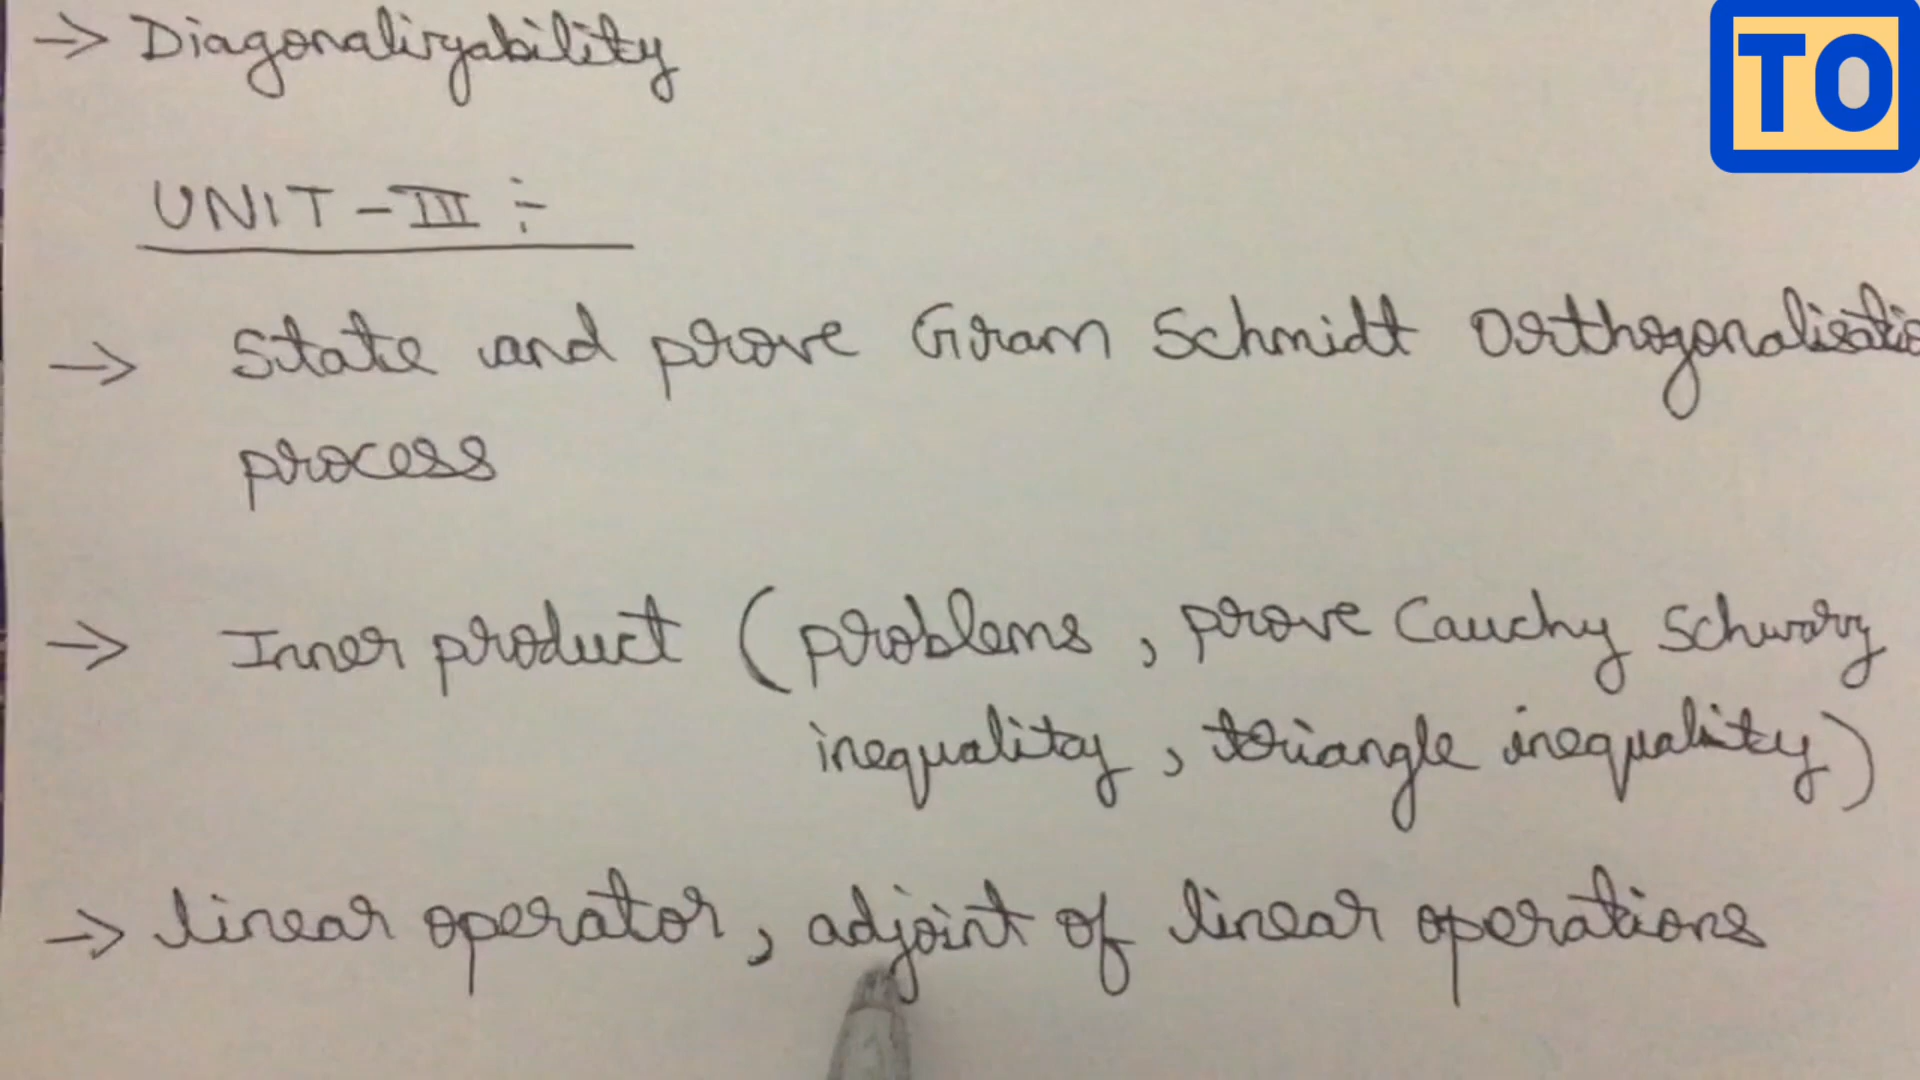 → Diagonalizability
TO
UNIT-III :-
→ State and prove Gram Schmidt Orthogonalisatio
process
→ Inner product (problems, prove Cauchy Schwarz
inequality, triangle inequality)
→ linear operator, adjoint of linear operations